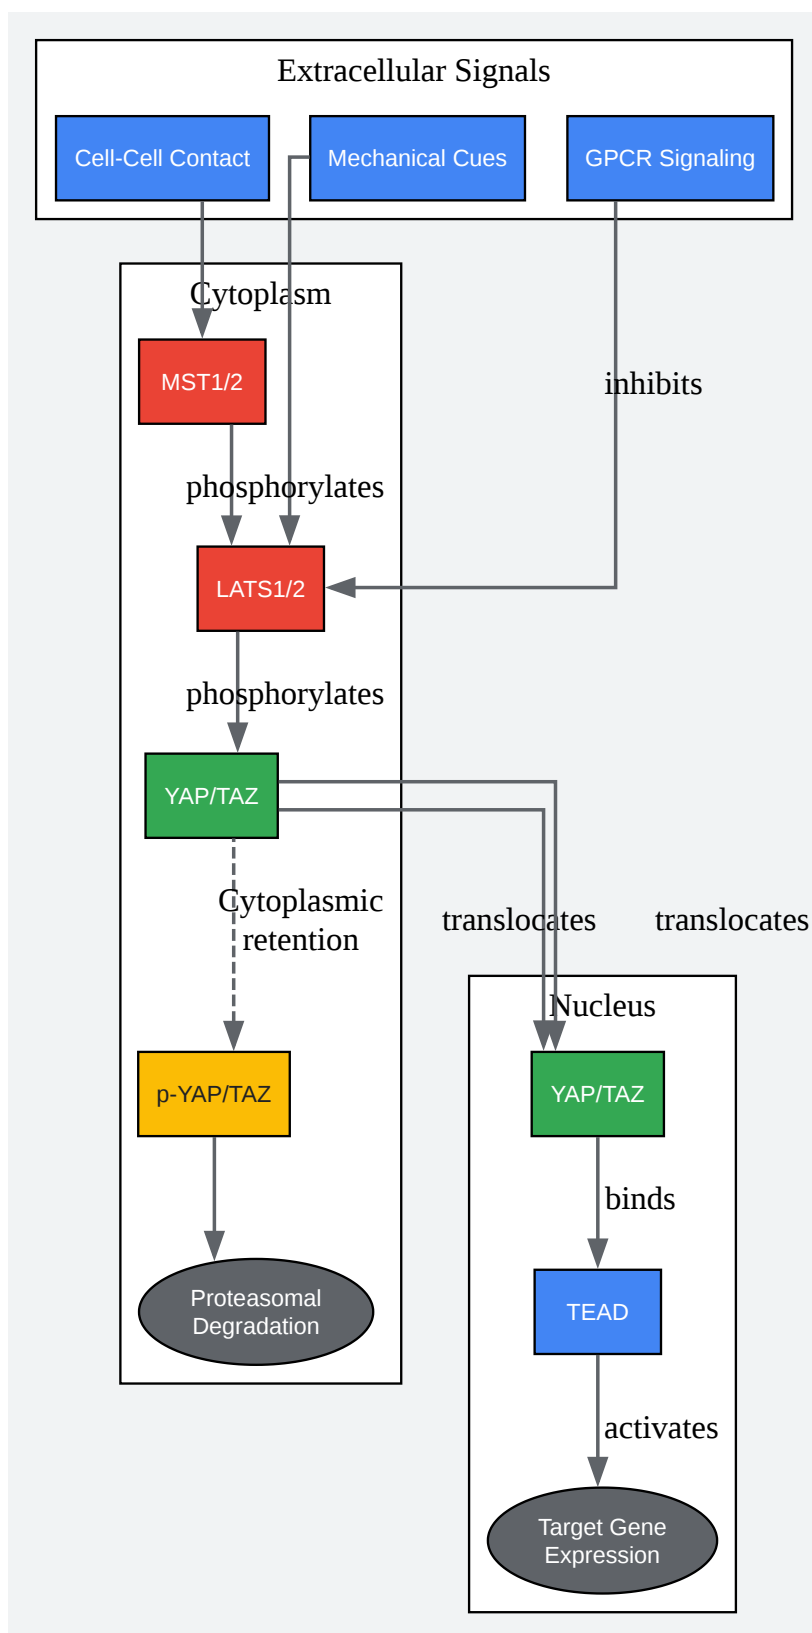 Extracellular Signals
Cell-Cell Contact
Mechanical Cues
GPCR Signaling
Cytoplasm
MST1/2
inhibits
phosphorylates
LATS1/2
phosphorylates
YAP/TAZ
Cytoplasmic
retention
translocates
translocates
Nucleus
p-YAP/TAZ
YAP/TAZ
binds
Proteasomal
Degradation
TEAD
activates
Target Gene
Expression